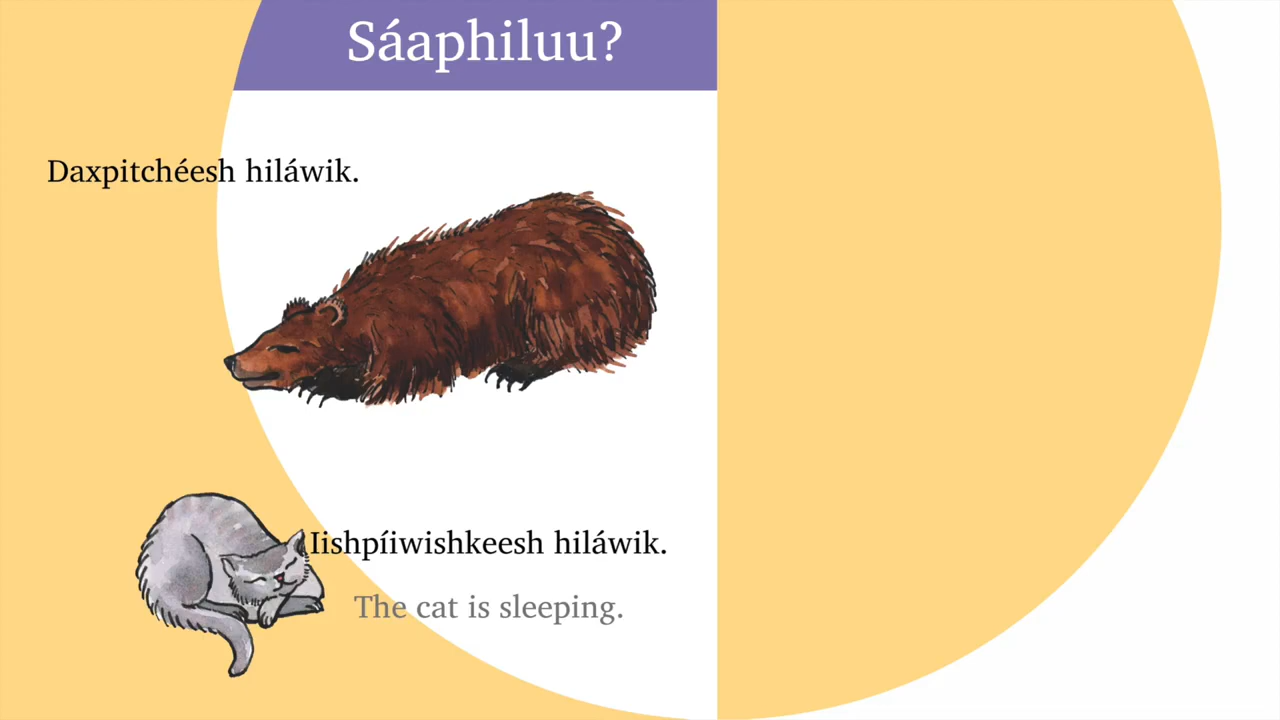 Sáaphiluu?
Daxpitchéesh hiláwik.
Iishpíiwishkeesh hiláwik.
The cat is sleeping.